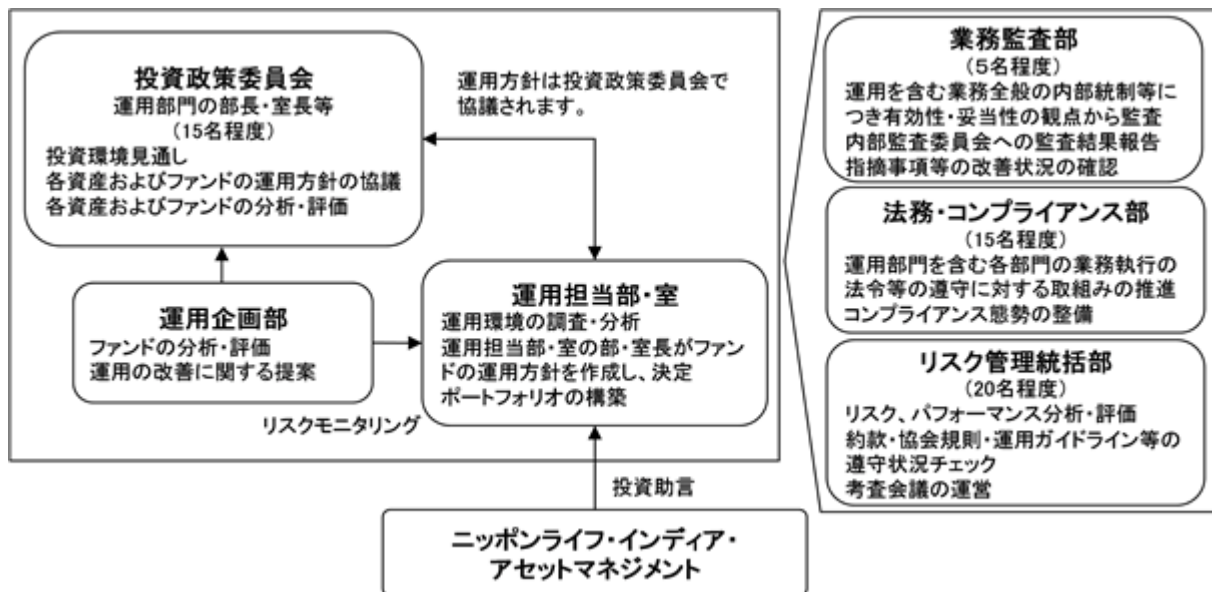 投資政策委員会
運用部門の部長・室長等
(15名程度)
投資環境見通し
各資産およびファンドの運用方針の協議
各資産およびファンドの分析・評価
運用方針は投資政策委員会で
協議されます。
運用企画部
ファンドの分析・評価
運用の改善に関する提案
リスクモニタリング
運用担当部・室
運用環境の調査・分析
運用担当部・室の部・室長がファン
ドの運用方針を作成し、決定
ポートフォリオの構築
投資助言
ニッポンライフ・インディア・
アセットマネジメント
業務監査部
(5名程度)
運用を含む業務全般の内部統制等に
つき有効性・妥当性の観点から監査
内部監査委員会への監査結果報告
指摘事項等の改善状況の確認
法務・コンプライアンス部
(15名程度)
運用部門を含む各部門の業務執行の
法令等の遵守に対する取組みの推進
コンプライアンス態勢の整備
リスク管理統括部
(20名程度)
リスク、パフォーマンス分析・評価
約款・協会規則・運用ガイドライン等の
遵守状況チェック
考査会議の運営